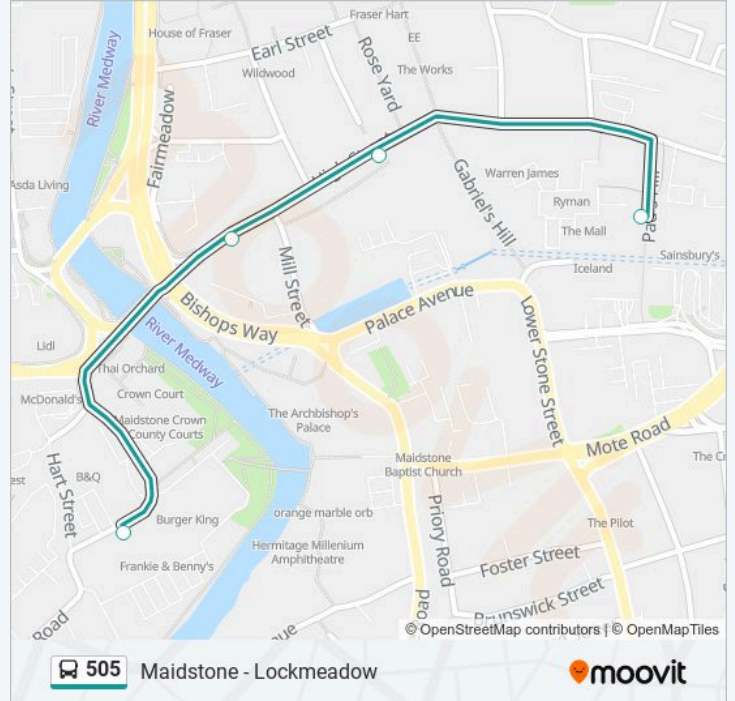 Fraser Hart
House of Fraser
Earl Street
EE
Wildwood
Rose Yard
The Works
River Medway
Fairmeadow
Asda Living
Gabriel's Hill
Warren James
Ryman
The Mall
Sainsbury's
Iceland
Mill Street
Bishops Way
Palace Avenue
Lower Stone Street
River Medway
Lidl
Thai Orchard
McDonald's
Crown Court
Maidstone Crown
County Courts
The Archbishop's
Palace
Hart Street
B&Q
Maidstone
Baptist Church
Mote Road
Burger King
orange marble orb
Priory Road
The Pilot
Frankie & Benny's
Hermitage Millenium
Amphitheatre
Foster Street
Brunswick Street
Road
© OpenStreetMap contributors | © OpenMapTiles
505 Maidstone - Lockmeadow
moovit